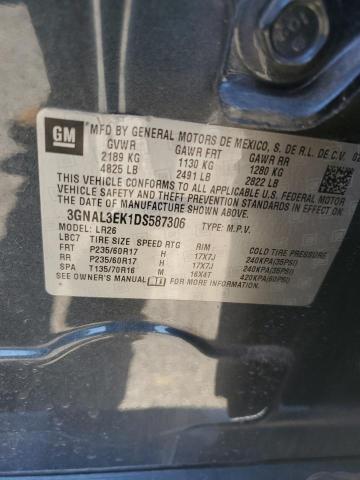 GM
MFD BY GENERAL MOTORS DE MEXICO, S. DE R.L. DE C.V. 02
GVWR GAWR FRT GAWR RR
2189 KG 1130 KG 1280 KG
4825 LB 2491 LB 2822 LB
THIS VEHICLE CONFORMS TO ALL APPLICABLE U.S. FEDERAL
MOTOR VEHICLE SAFETY, BUMPER, AND THEFT PREVENTION STANDARDS
IN EFFECT ON THE DATE OF MANUFACTURE SHOWN ABOVE.
3GNAL3EK1DS587306 TYPE: M.P.V.
MODEL: LR26
LBC7 TIRE SIZE SPEED RTG RIM COLD TIRE PRESSURE
FRT P235/60R17 H 17X7J 240KPA(35PSI)
RR P235/60R17 H 17X7J 240KPA(35PSI)
SPA T135/70R16 M 16X4T 420KPA(60PSI)
SEE OWNER'S MANUAL FOR MORE INFORMATION.